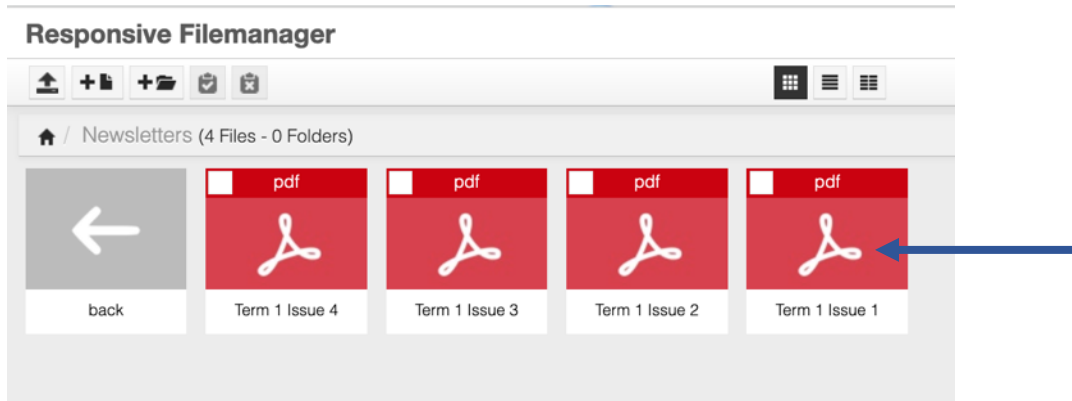 Responsive Filemanager
/ Newsletters (4 Files - 0 Folders)
pdf pdf pdf pdf
back Term 1 Issue 4 Term 1 Issue 3 Term 1 Issue 2 Term 1 Issue 1